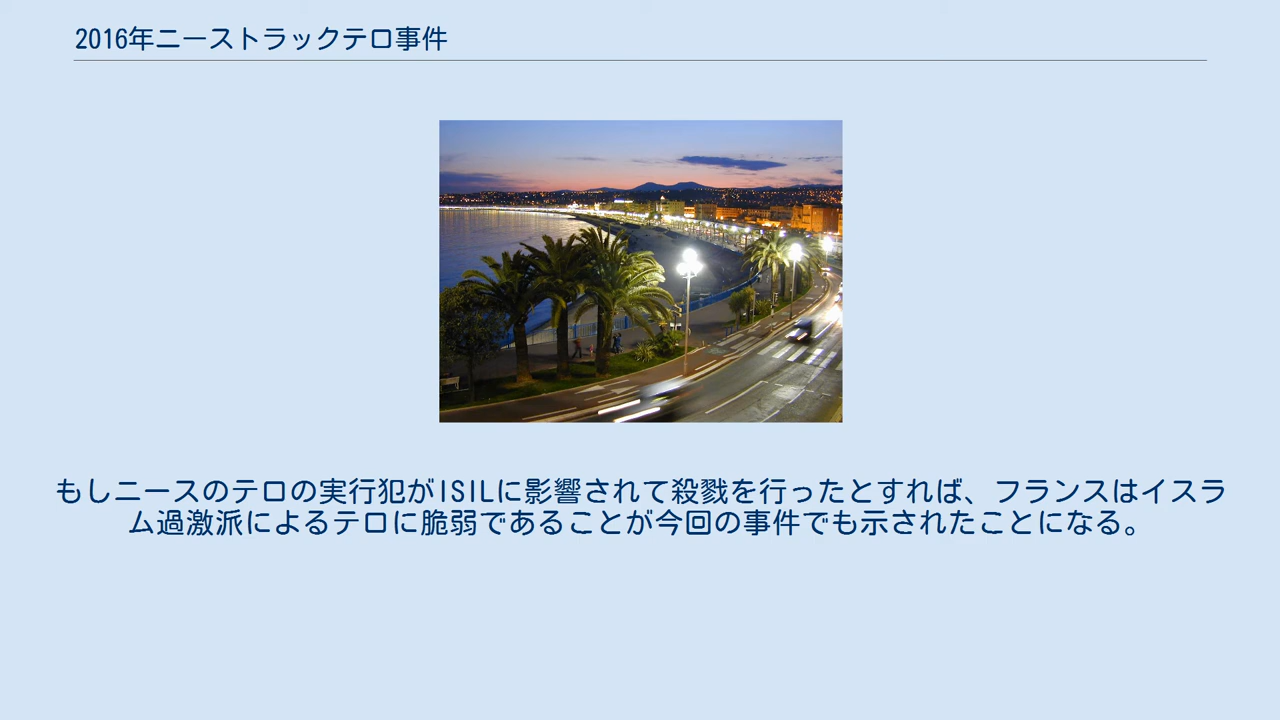 2016年ニーストラックテロ事件
もしニースのテロの実行犯がISILに影響されて殺戮を行ったとすれば、フランスはイスラ
ム過激派によるテロに脆弱であることが今回の事件でも示されたことになる。